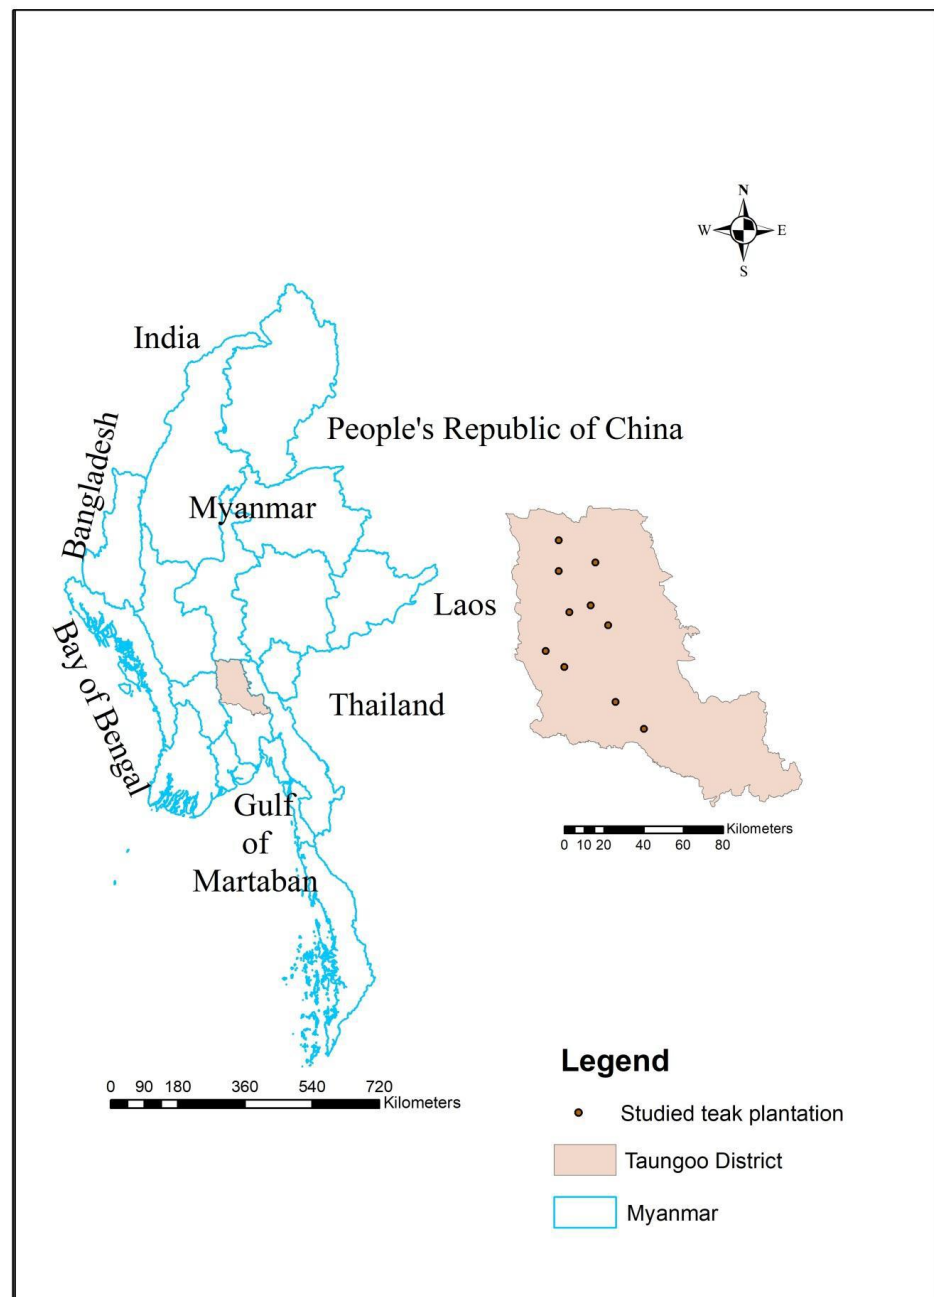 N
W E
S
India
People's Republic of China
Bangladesh
Myanmar
Laos
Bay of Bengal
Thailand
Gulf
of
Martaban
Kilometers
0 10 20 40 60 80
Legend
0 90 180 360 540 720
Kilometers
Studied teak plantation
Taungoo District
Myanmar